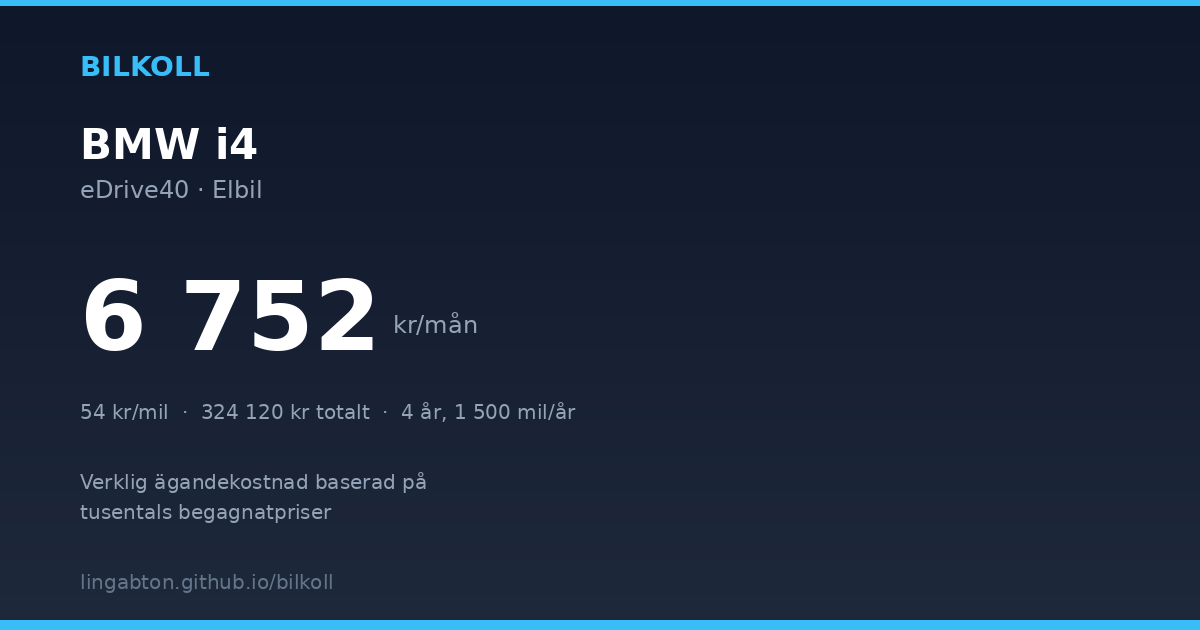 BILKOLL
BMW i4
eDrive40 · Elbil
6 752 kr/mån
54 kr/mil · 324 120 kr totalt · 4 år, 1 500 mil/år
Verklig ägandekostnad baserad på
tusentals begagnatpriser
lingabton.github.io/bilkoll